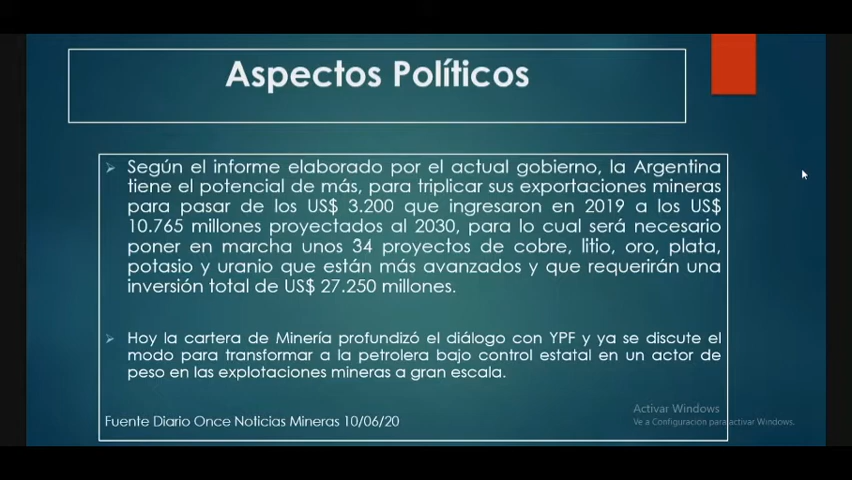 Aspectos Políticos
Según el informe elaborado por el actual gobierno, la Argentina
tiene el potencial de más, para triplicar sus exportaciones mineras
para pasar de los US$ 3.200 que ingresaron en 2019 a los US$
10.765 millones proyectados al 2030, para lo cual será necesario
poner en marcha unos 34 proyectos de cobre, litio, oro, plata,
potasio y uranio que están más avanzados y que requerirán una
inversión total de US$ 27.250 millones.
Hoy la cartera de Minería profundizó el diálogo con YPF y ya se discute el
modo para transformar a la petrolera bajo control estatal en un actor de
peso en las explotaciones mineras a gran escala.
Activar Windows
Ve a Configuración para activar Windows.
Fuente Diario Once Noticias Mineras 10/06/20